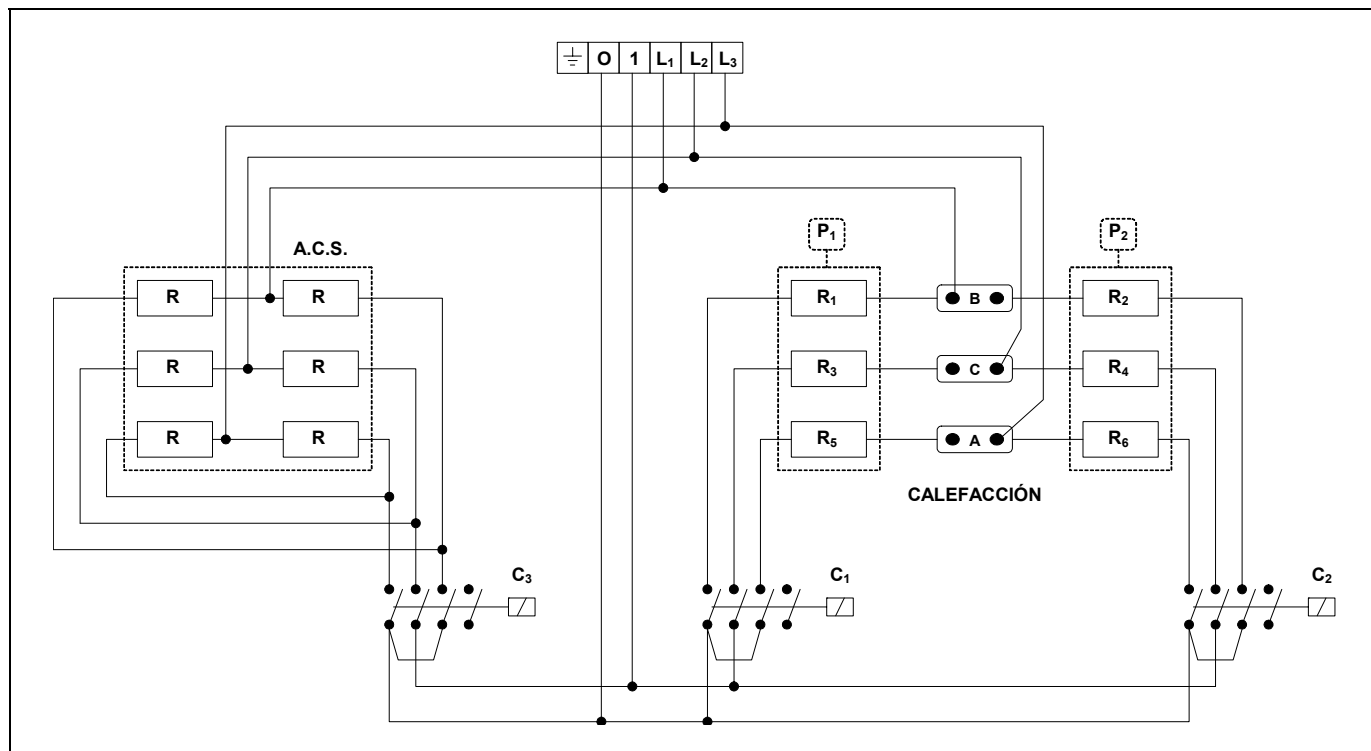 O 1 L₁ L₂ L₃
P₁ P₂
A.C.S.
R R R₁ B R₂
R R R₃ C R₄
R R R₅ A R₆
CALEFACCIÓN
C₃ C₁ C₂